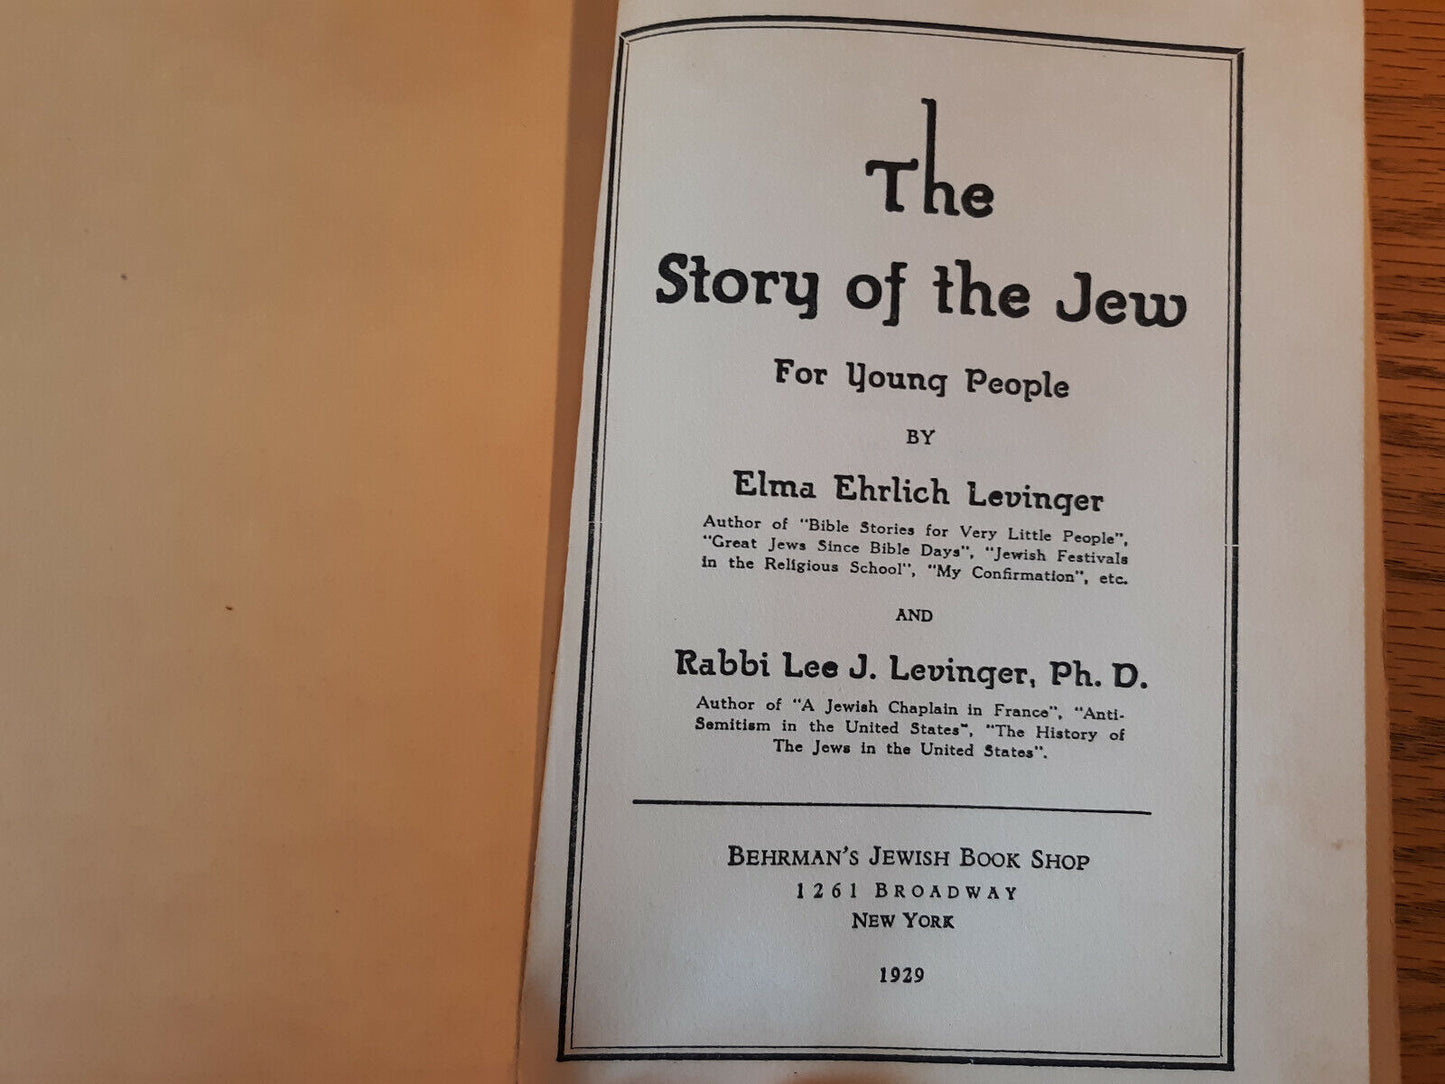 The
Story of the Jew
For Young People
BY
Elma Ehrlich Levinger
Author of "Bible Stories for Very Little People",
"Great Jews Since Bible Days", "Jewish Festivals
in the Religious School", "My Confirmation", etc.
AND
Rabbi Lee J. Levinger, Ph. D.
Author of "A Jewish Chaplain in France", "Anti-
Semitism in the United States", "The History of
The Jews in the United States".
BEHRMAN'S JEWISH BOOK SHOP
1261 BROADWAY
NEW YORK
1929